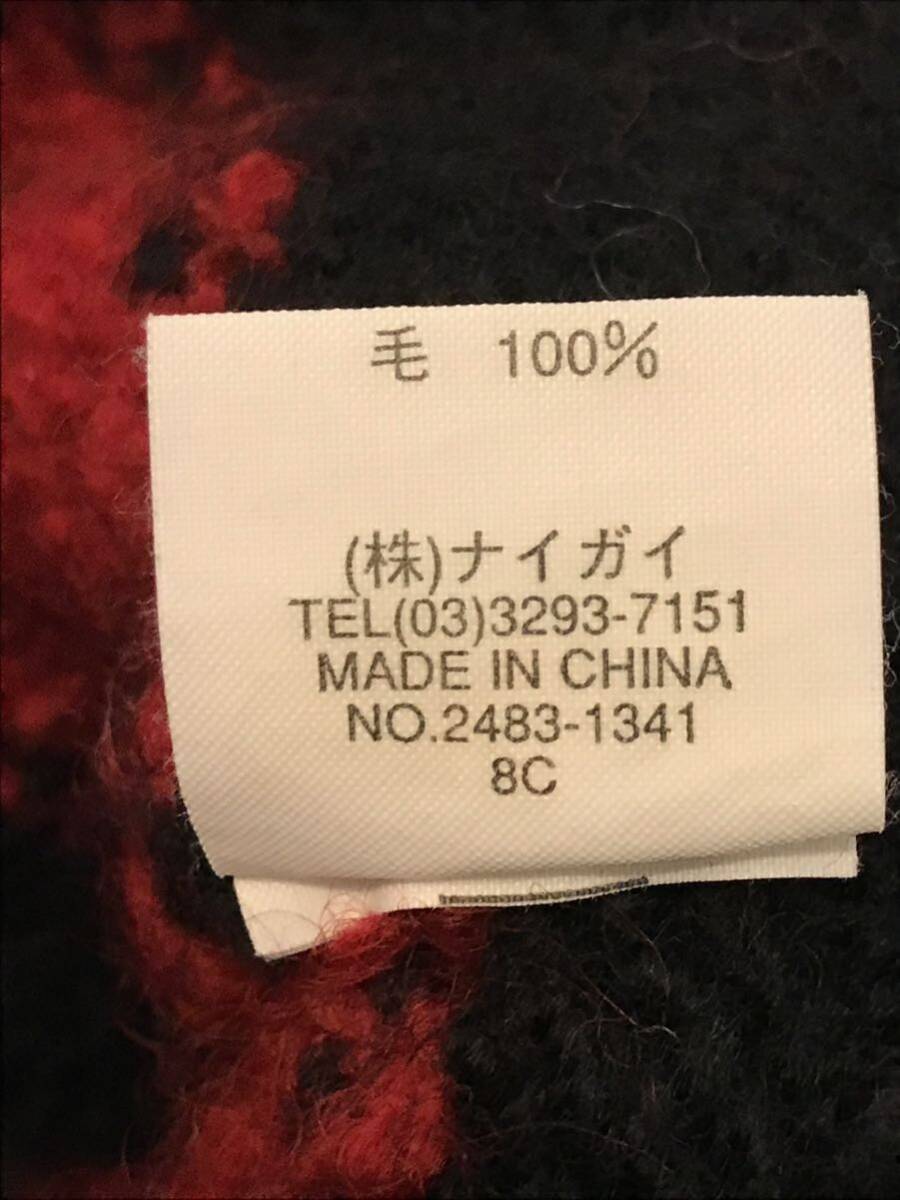 毛 100%
(株)ナイガイ
TEL(03)3293-7151
MADE IN CHINA
NO.2483-1341
8C